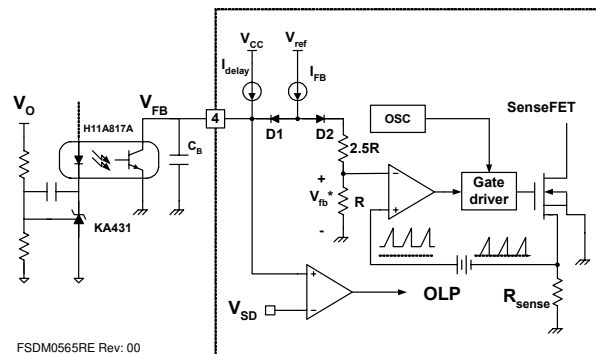 VCC
Vref
Idelay
IFB
VO
VFB
H11A817A
4
CB
D1
D2
2.5R
OSC
SenseFET
+
Vfb*
-
R
−
+
Gate
driver
KA431
VSD
+
−
OLP
Rsense
FSDM0565RE Rev: 00